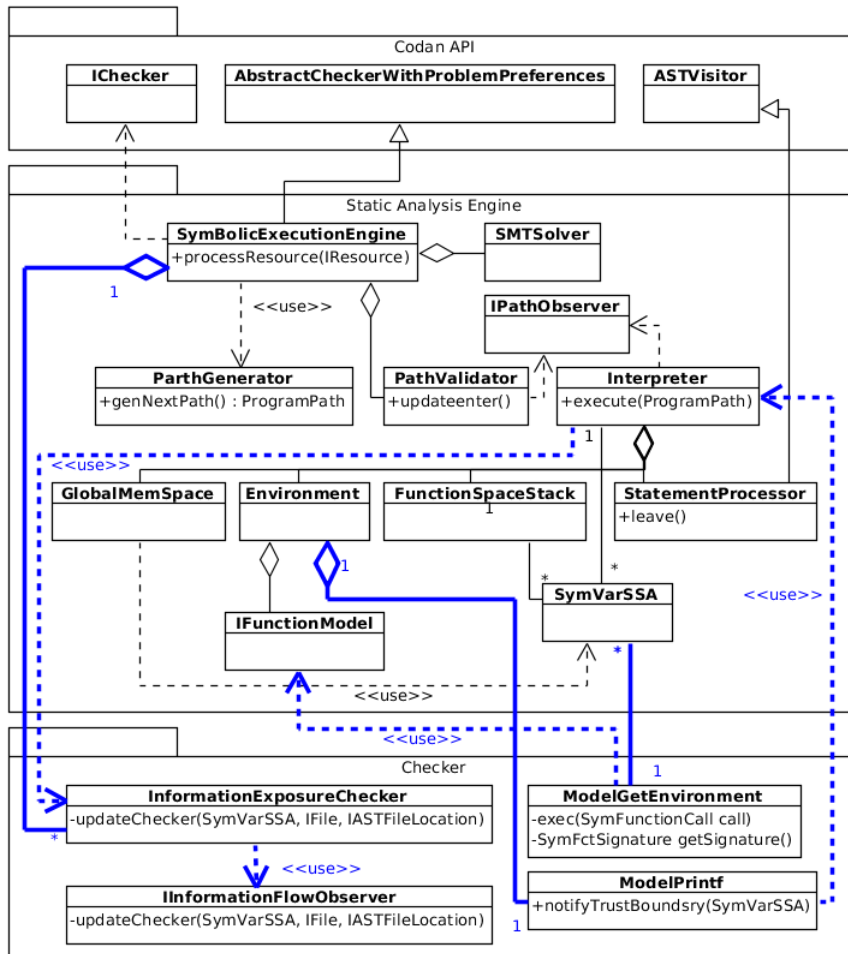 Codan API
IChecker
AbstractCheckerWithProblemPreferences
ASTVisitor
Static Analysis Engine
SymBolicExecutionEngine
+processResource(IResource)
SMTSolver
1
<<use>>
IPathObserver
ParthGenerator
+genNextPath() : ProgramPath
PathValidator
+updateenter()
Interpreter
+execute(ProgramPath)
<<use>>
1
GlobalMemSpace
Environment
FunctionSpaceStack
1
StatementProcessor
+leave()
1
*
*
SymVarSSA
<<use>>
IFunctionModel
*
<<use>>
<<use>>
Checker
1
InformationExposureChecker
-updateChecker(SymVarSSA, IFile, IASTFileLocation)
*
ModelGetEnvironment
-exec(SymFunctionCall call)
-SymFctSignature getSignature()
<<use>>
IInformationFlowObserver
-updateChecker(SymVarSSA, IFile, IASTFileLocation)
ModelPrintf
+notifyTrustBoundsry(SymVarSSA)
1